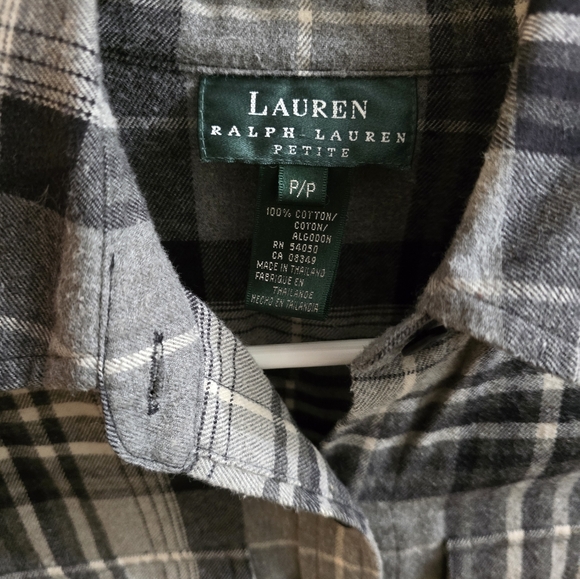 LAUREN
RALPH LAUREN
PETITE
P/P
100% COTTON/
COTON/
ALGODON
RN 54050
CA 08349
MADE IN THAILAND
FABRIQUE EN
THAILANDE
HECHO EN TAILANDIA